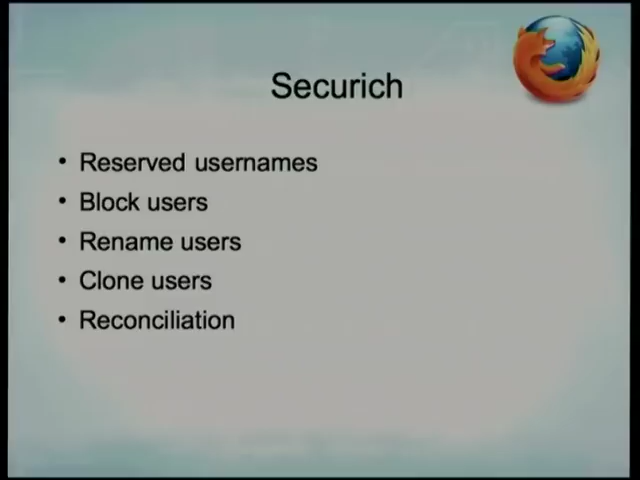 Securich
• Reserved usernames
• Block users
• Rename users
• Clone users
• Reconciliation